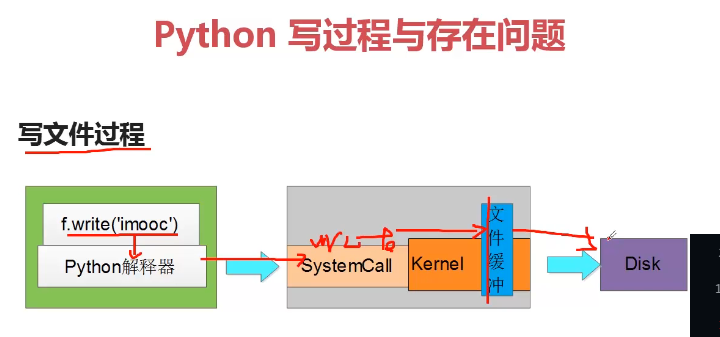 Python 写过程与存在问题
写文件过程
f.write('imooc')
Python解释器
SystemCall
Kernel
文件缓冲
Disk